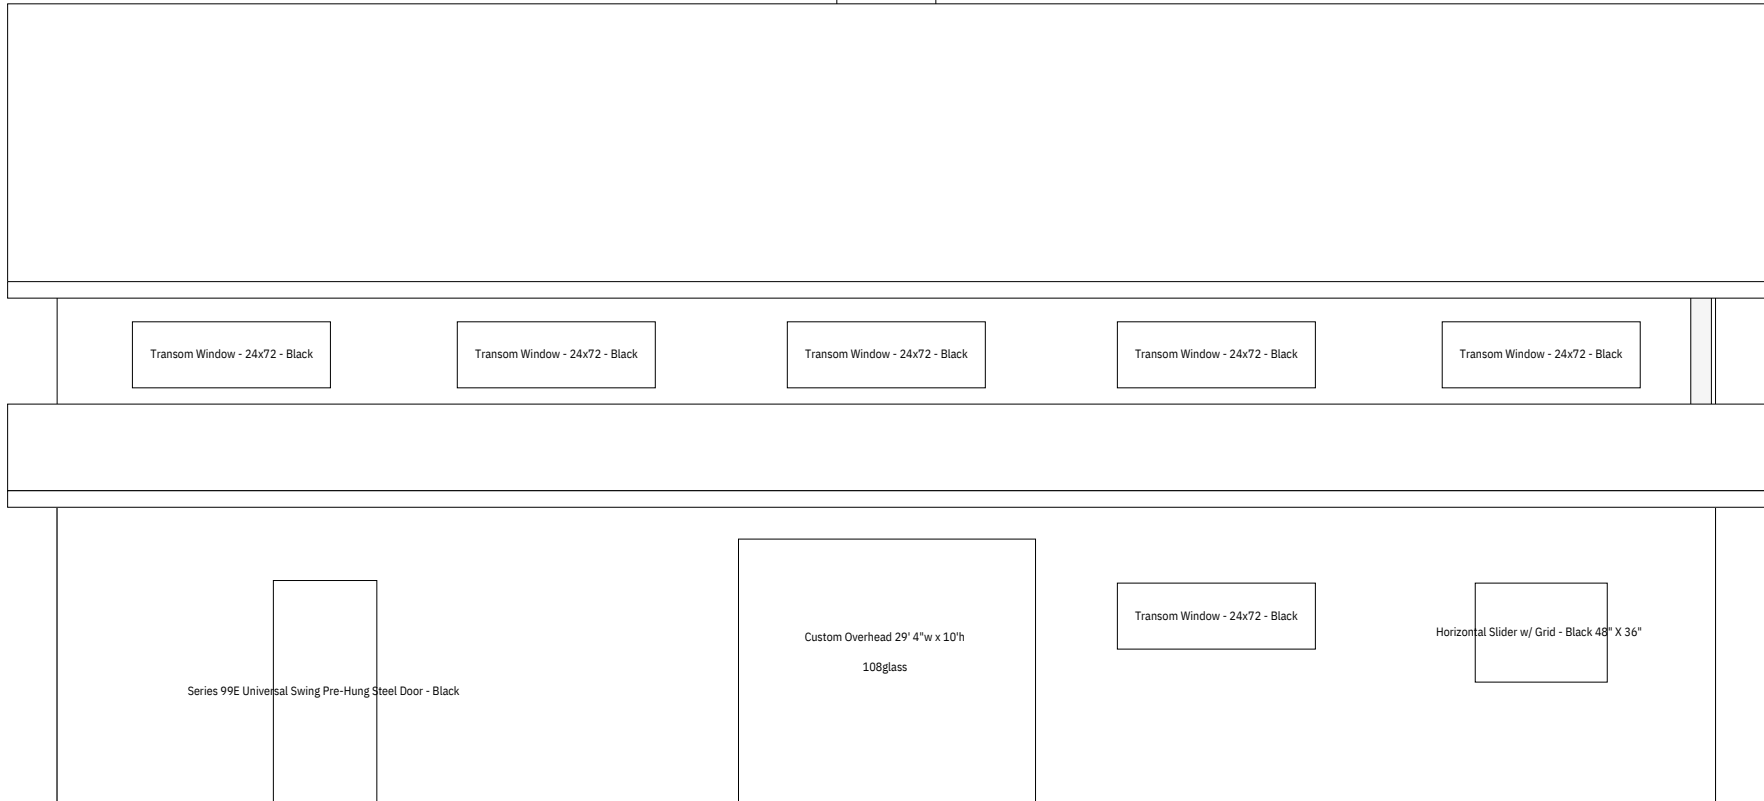 Transom Window - 24x72 - Black
Transom Window - 24x72 - Black
Transom Window - 24x72 - Black
Transom Window - 24x72 - Black
Transom Window - 24x72 - Black
Transom Window - 24x72 - Black
Horizontal Slider w/ Grid - Black 48" X 36"
Custom Overhead 29' 4"w x 10'h
108glass
Series 99E Universal Swing Pre-Hung Steel Door - Black